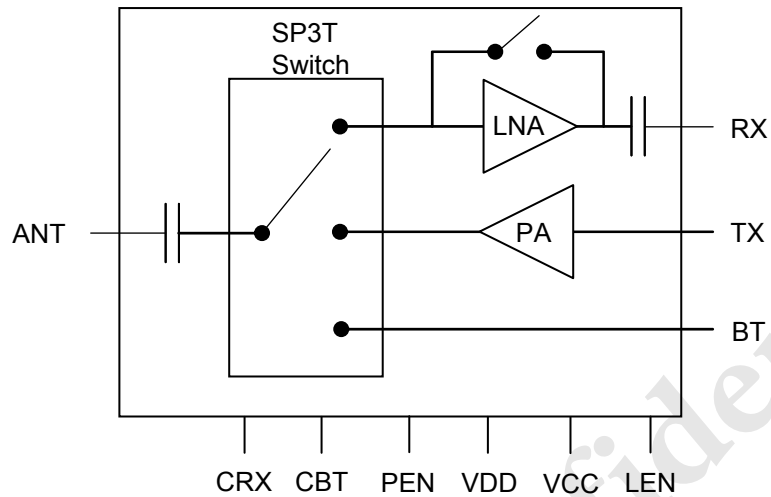 SP3T
Switch
LNA
RX
ANT
PA
TX
BT
CRX CBT PEN VDD VCC LEN